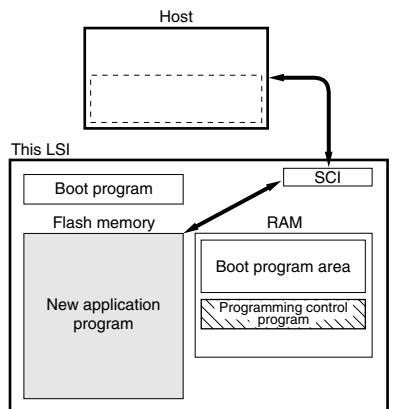 Host
This LSI
SCI
Boot program
Flash memory
RAM
Boot program area
New application
program
Programming control
program